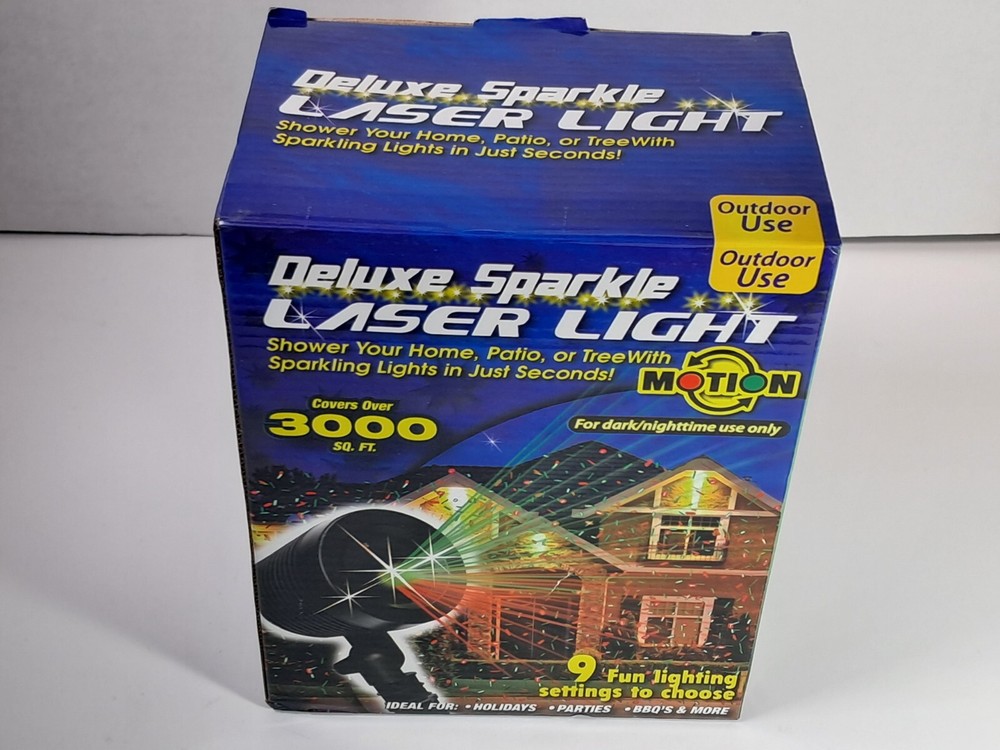 Deluxe Sparkle
LASER LIGHT
Shower Your Home, Patio, or TreeWith
Sparkling Lights in Just Seconds!
Outdoor
Use
Outdoor
Use
Deluxe Sparkle
LASER LIGHT
Shower Your Home, Patio, or TreeWith
Sparkling Lights in Just Seconds!
MOTION
For dark/nighttime use only
Covers Over
3000
SQ. FT.
9 Fun lighting
settings to choose
IDEAL FOR: • HOLIDAYS • PARTIES • BBQ'S & MORE